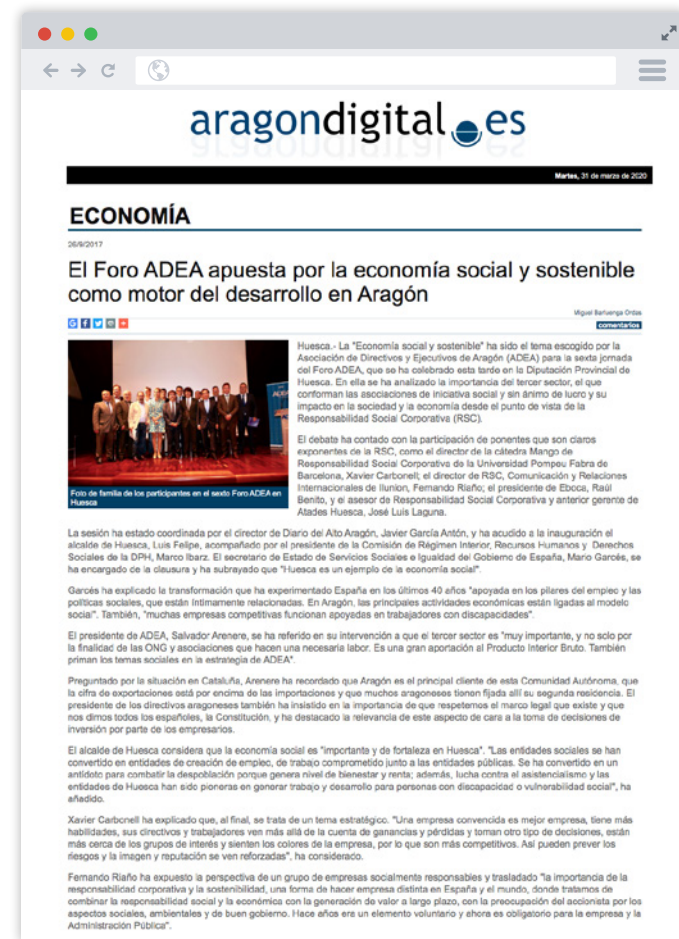 aragondigital.es
Martes, 31 de marzo de 2020
ECONOMÍA
26/9/2017
El Foro ADEA apuesta por la economía social y sostenible
como motor del desarrollo en Aragón
Miguel Barluenga Ordas
comentarios
Huesca.- La "Economía social y sostenible" ha sido el tema escogido por la
Asociación de Directivos y Ejecutivos de Aragón (ADEA) para la sexta jornada
del Foro ADEA, que se ha celebrado esta tarde en la Diputación Provincial de
Huesca. En ella se ha analizado la importancia del tercer sector, el que
conforman las asociaciones de iniciativa social y sin ánimo de lucro y su
impacto en la sociedad y la economía desde el punto de vista de la
Responsabilidad Social Corporativa (RSC).
El debate ha contado con la participación de ponentes que son claros
exponentes de la RSC, como el director de la cátedra Mango de
Responsabilidad Social Corporativa de la Universidad Pompeu Fabra de
Barcelona, Xavier Carbonell; el director de RSC, Comunicación y Relaciones
Internacionales de Ilunion, Fernando Riaño; el presidente de Eboca, Raúl
Benito, y el asesor de Responsabilidad Social Corporativa y anterior gerente de
Atades Huesca, José Luis Laguna.
Foto de familia de los participantes en el sexto Foro ADEA en
Huesca
La sesión ha estado coordinada por el director de Diario del Alto Aragón, Javier García Antón, y ha acudido a la inauguración el
alcalde de Huesca, Luis Felipe, acompañado por el presidente de la Comisión de Régimen Interior, Recursos Humanos y Derechos
Sociales de la DPH, Marco Ibarz. El secretario de Estado de Servicios Sociales e Igualdad del Gobierno de España, Mario Garcés, se
ha encargado de la clausura y ha subrayado que "Huesca es un ejemplo de la economía social".
Garcés ha explicado la transformación que ha experimentado España en los últimos 40 años "apoyada en los pilares del empleo y las
políticas sociales, que están íntimamente relacionadas. En Aragón, las principales actividades económicas están ligadas al modelo
social". También, "muchas empresas competitivas funcionan apoyadas en trabajadores con discapacidades".
El presidente de ADEA, Salvador Arenere, se ha referido en su intervención a que el tercer sector es "muy importante, y no solo por
la finalidad de las ONG y asociaciones que hacen una necesaria labor. Es una gran aportación al Producto Interior Bruto. También
priman los temas sociales en la estrategia de ADEA".
Preguntado por la situación en Cataluña, Arenere ha recordado que Aragón es el principal cliente de esta Comunidad Autónoma, que
la cifra de exportaciones está por encima de las importaciones y que muchos aragoneses tienen fijada allí su segunda residencia. El
presidente de los directivos aragoneses también ha insistido en la importancia de que respetemos el marco legal que existe y que
nos dimos todos los españoles, la Constitución, y ha destacado la relevancia de este aspecto de cara a la toma de decisiones de
inversión por parte de los empresarios.
El alcalde de Huesca considera que la economía social es "importante y de fortaleza en Huesca". "Las entidades sociales se han
convertido en entidades de creación de empleo, de trabajo comprometido junto a las entidades públicas. Se ha convertido en un
antídoto para combatir la despoblación porque genera nivel de bienestar y renta; además, lucha contra el asistencialismo y las
entidades de Huesca han sido pioneras en generar trabajo y desarrollo para personas con discapacidad o vulnerabilidad social", ha
añadido.
Xavier Carbonell ha explicado que, al final, se trata de un tema estratégico. "Una empresa convencida es mejor empresa, tiene más
habilidades, sus directivos y trabajadores ven más allá de la cuenta de ganancias y pérdidas y toman otro tipo de decisiones, están
más cerca de los grupos de interés y sienten los colores de la empresa, por lo que son más competitivos. Así pueden prever los
riesgos y la imagen y reputación se ven reforzadas", ha considerado.
Fernando Riaño ha expuesto la perspectiva de un grupo de empresas socialmente responsables y trasladado "la importancia de la
responsabilidad corporativa y la sostenibilidad, una forma de hacer empresa distinta en España y el mundo, donde tratamos de
combinar la responsabilidad social y la económica con la generación de valor a largo plazo, con la preocupación del accionista por los
aspectos sociales, ambientales y de buen gobierno. Hace años era un elemento voluntario y ahora es obligatorio para la empresa y la
Administración Pública".